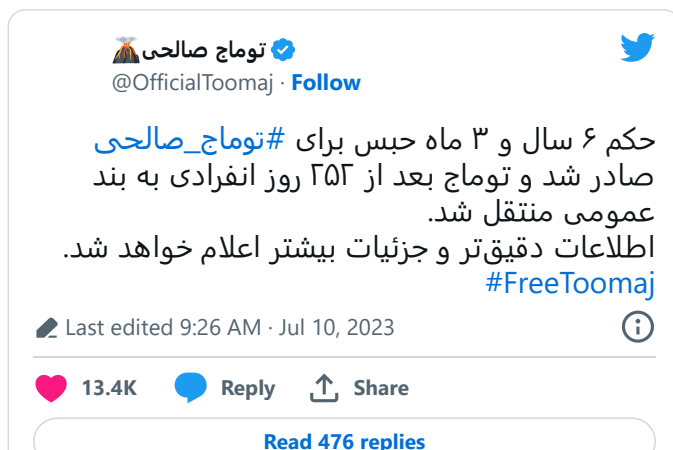 توماج صالحی🌋
@OfficialToomaj · Follow
حکم ۶ سال و ۳ ماه حبس برای #توماج_صالحی
صادر شد و توماج بعد از ۲۵۲ روز انفرادی به بند
عمومی منتقل شد.
اطلاعات دقیق‌تر و جزئیات بیشتر اعلام خواهد شد.
#FreeToomaj
Last edited 9:26 AM · Jul 10, 2023
13.4K Reply Share
Read 476 replies